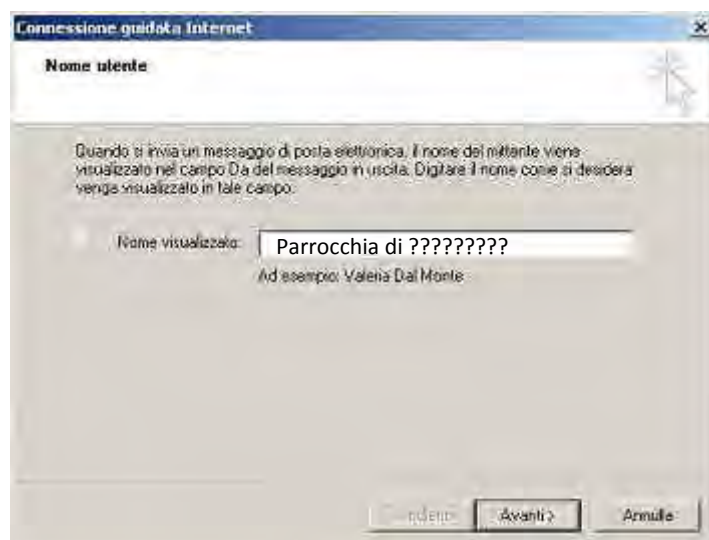 Connessione guidata Internet
Nome utente
Quando si invia un messaggio di posta elettronica, il nome del mittente viene
visualizzato nel campo Da del messaggio in uscita. Digitare il nome come si desidera
venga visualizzato in tale campo.
Nome visualizzato: Parrocchia di ?????????
Ad esempio: Valeria Dal Monte
Avanti > Annulla